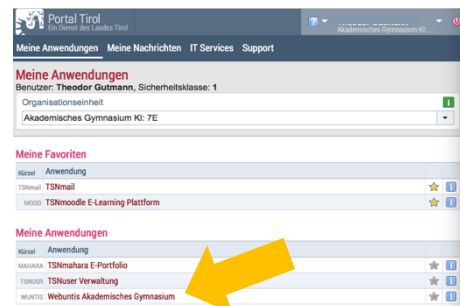 Portal Tirol
Ein Dienst des Landes Tirol
Akademisches Gymnasium Kl: ...
Meine Anwendungen Meine Nachrichten IT Services Support
Meine Anwendungen
Benutzer: Theodor Gutmann, Sicherheitsklasse: 1
Organisationseinheit
Akademisches Gymnasium Kl: 7E
Meine Favoriten
Kürzel Anwendung
TSNmail TSNmail
MOOD TSNmoodle E-Learning Plattform
Meine Anwendungen
Kürzel Anwendung
MAHARA TSNmahara E-Portfolio
TSNUSR TSNuser Verwaltung
WUNTIS Webuntis Akademisches Gymnasium